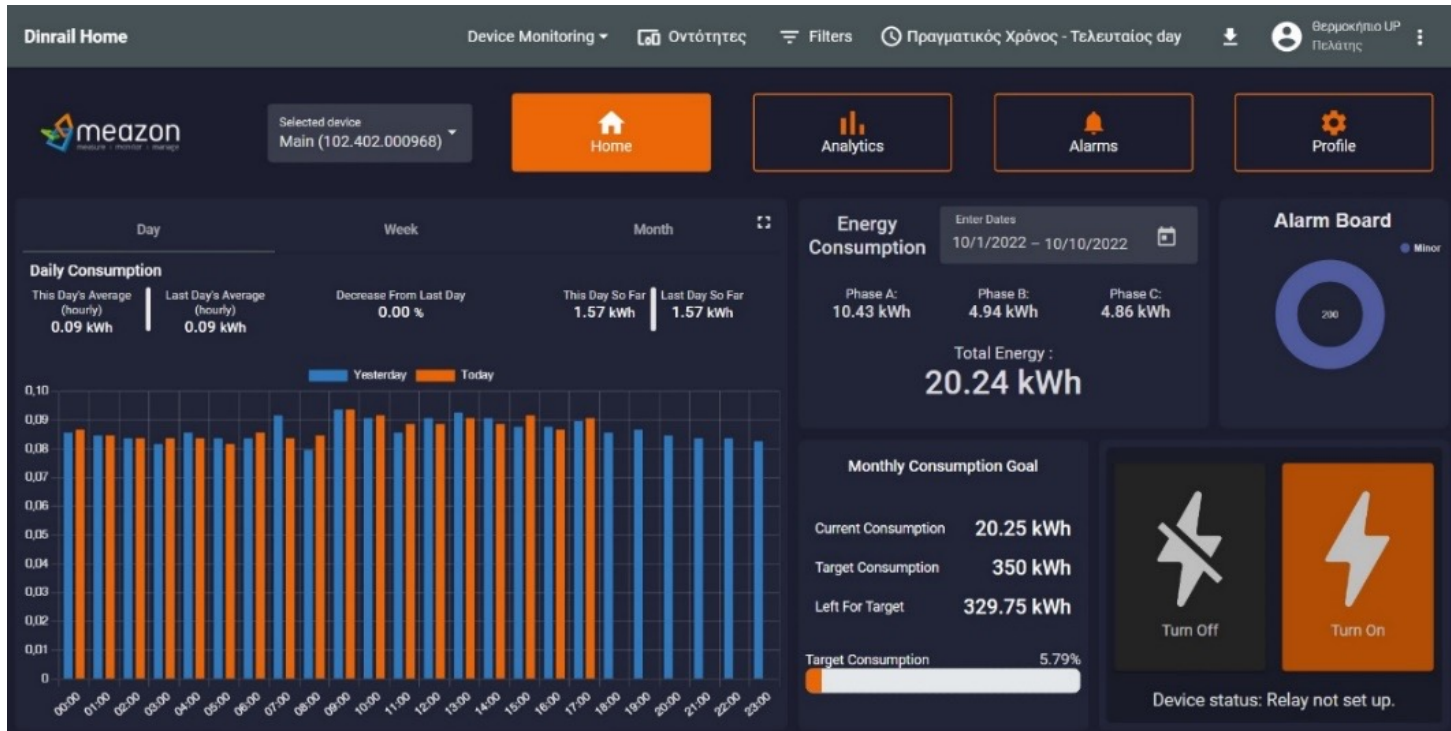 Dinrail Home
Device Monitoring
Οντότητες
Filters
Πραγματικός Χρόνος - Τελευταίος day
Θερμοκήπιο UP
Πελάτης
meazon
measure · monitor · manage
Selected device
Main (102.402.000968)
Home
Analytics
Alarms
Profile
Day
Week
Month
Daily Consumption
This Day's Average
(hourly)
0.09 kWh
Last Day's Average
(hourly)
0.09 kWh
Decrease From Last Day
0.00 %
This Day So Far
1.57 kWh
Last Day So Far
1.57 kWh
Yesterday
Today
0,10
0,09
0,08
0,07
0,06
0,05
0,04
0,03
0,02
0,01
0
00:00 01:00 02:00 03:00 04:00 05:00 06:00 07:00 08:00 09:00 10:00 11:00 12:00 13:00 14:00 15:00 16:00 17:00 18:00 19:00 20:00 21:00 22:00 23:00
Energy
Consumption
Enter Dates
10/1/2022 – 10/10/2022
Phase A:
10.43 kWh
Phase B:
4.94 kWh
Phase C:
4.86 kWh
Total Energy :
20.24 kWh
Alarm Board
Minor
200
Monthly Consumption Goal
Current Consumption 20.25 kWh
Target Consumption 350 kWh
Left For Target 329.75 kWh
Target Consumption 5.79%
Turn Off
Turn On
Device status: Relay not set up.